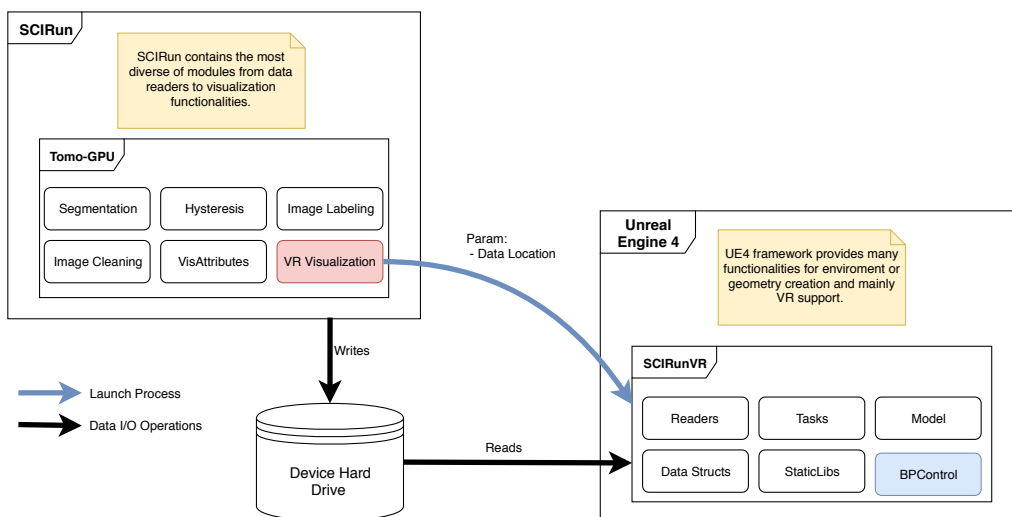 SCIRun
SCIRun contains the most
diverse of modules from data
readers to visualization
functionalities.
Tomo-GPU
Segmentation
Hysteresis
Image Labeling
Image Cleaning
VisAttributes
VR Visualization
Param:
- Data Location
Unreal
Engine 4
UE4 framework provides many
functionalities for enviroment or
geometry creation and mainly
VR support.
SCIRunVR
Readers
Tasks
Model
Data Structs
StaticLibs
BPControl
Writes
Launch Process
Data I/O Operations
Device Hard
Drive
Reads